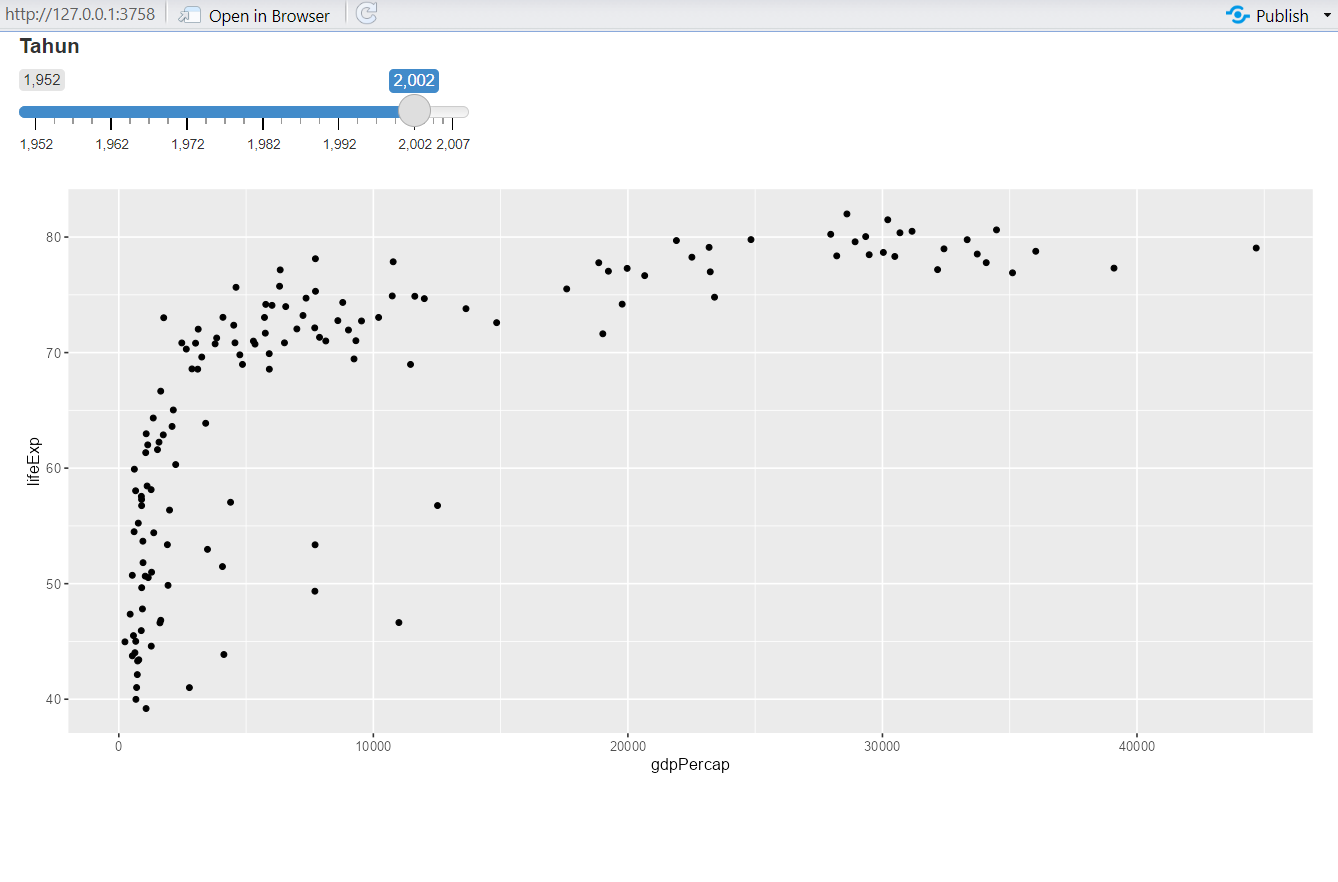 http://127.0.0.1:3758 Open in Browser Publish
Tahun
1,952 2,002
1,952 1,962 1,972 1,982 1,992 2,002 2,007
80
70
60
50
40
lifeExp
0 10000 20000 30000 40000
gdpPercap